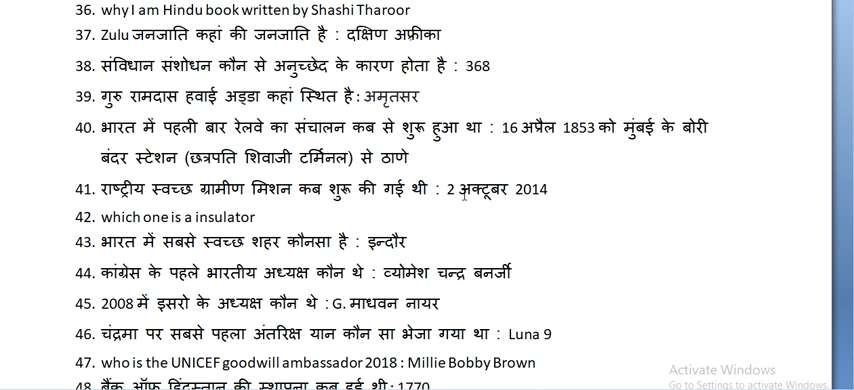 36. why I am Hindu book written by Shashi Tharoor
37. Zulu जनजाति कहां की जनजाति है : दक्षिण अफ्रीका
38. संविधान संशोधन कौन से अनुच्छेद के कारण होता है : 368
39. गुरु रामदास हवाई अड्डा कहां स्थित है : अमृतसर
40. भारत में पहली बार रेलवे का संचालन कब से शुरू हुआ था : 16 अप्रैल 1853 को मुंबई के बोरी
बंदर स्टेशन (छत्रपति शिवाजी टर्मिनल) से ठाणे
41. राष्ट्रीय स्वच्छ ग्रामीण मिशन कब शुरू की गई थी : 2 अक्टूबर 2014
42. which one is a insulator
43. भारत में सबसे स्वच्छ शहर कौनसा है : इन्दौर
44. कांग्रेस के पहले भारतीय अध्यक्ष कौन थे : व्योमेश चन्द्र बनर्जी
45. 2008 में इसरो के अध्यक्ष कौन थे : G. माधवन नायर
46. चंद्रमा पर सबसे पहला अंतरिक्ष यान कौन सा भेजा गया था : Luna 9
47. who is the UNICEF goodwill ambassador 2018 : Millie Bobby Brown
48. बैंक ऑफ हिंदुस्तान की स्थापना कब हुई थी : 1770
Activate Windows
Go to Settings to activate Windows.